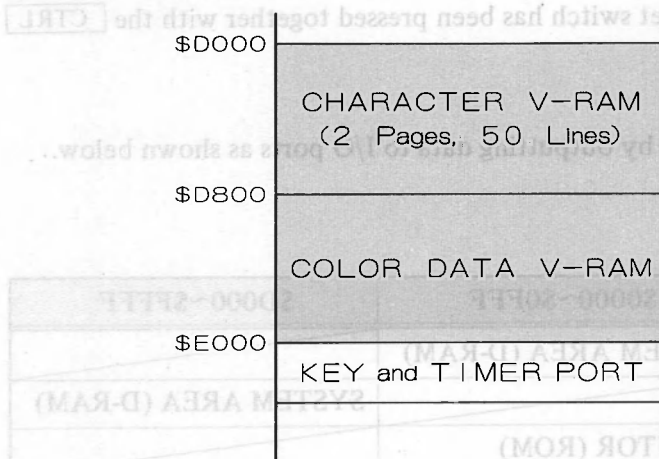 $D000
CHARACTER V-RAM
(2 Pages, 50 Lines)
$D800
COLOR DATA V-RAM
$E000
KEY and TIMER PORT